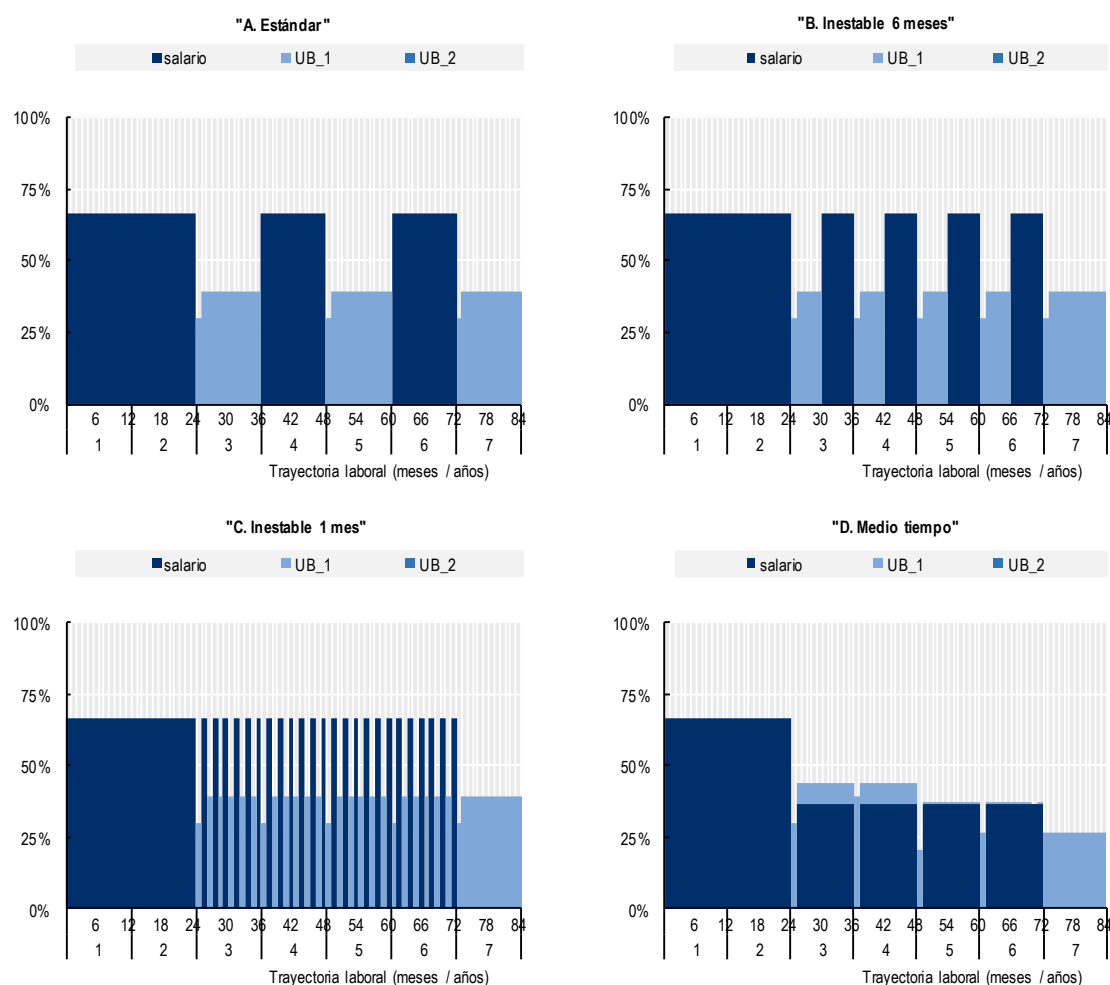 "A. Estándar"
salario UB_1 UB_2
100%
75%
50%
25%
0%
6 12 18 24 30 36 42 48 54 60 66 72 78 84
1 2 3 4 5 6 7
Trayectoria laboral (meses / años)
"B. Inestable 6 meses"
salario UB_1 UB_2
100%
75%
50%
25%
0%
6 12 18 24 30 36 42 48 54 60 66 72 78 84
1 2 3 4 5 6 7
Trayectoria laboral (meses / años)
"C. Inestable 1 mes"
salario UB_1 UB_2
100%
75%
50%
25%
0%
6 12 18 24 30 36 42 48 54 60 66 72 78 84
1 2 3 4 5 6 7
Trayectoria laboral (meses / años)
"D. Medio tiempo"
salario UB_1 UB_2
100%
75%
50%
25%
0%
6 12 18 24 30 36 42 48 54 60 66 72 78 84
1 2 3 4 5 6 7
Trayectoria laboral (meses / años)